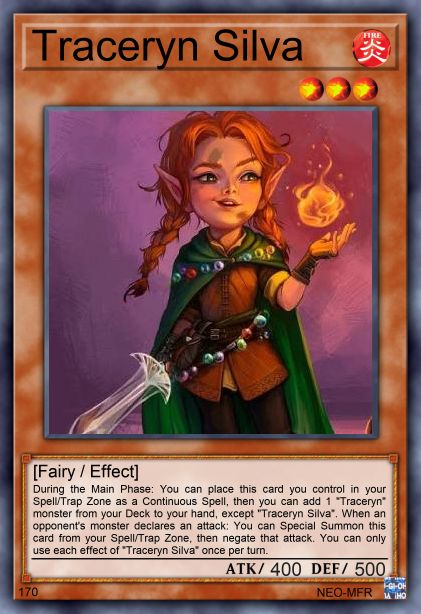 Traceryn Silva
FIRE
炎
[Fairy / Effect]
During the Main Phase: You can place this card you control in your
Spell/Trap Zone as a Continuous Spell, then you can add 1 "Traceryn"
monster from your Deck to your hand, except "Traceryn Silva". When an
opponent's monster declares an attack: You can Special Summon this
card from your Spell/Trap Zone, then negate that attack. You can only
use each effect of "Traceryn Silva" once per turn.
ATK/ 400 DEF/ 500
170 NEO-MFR